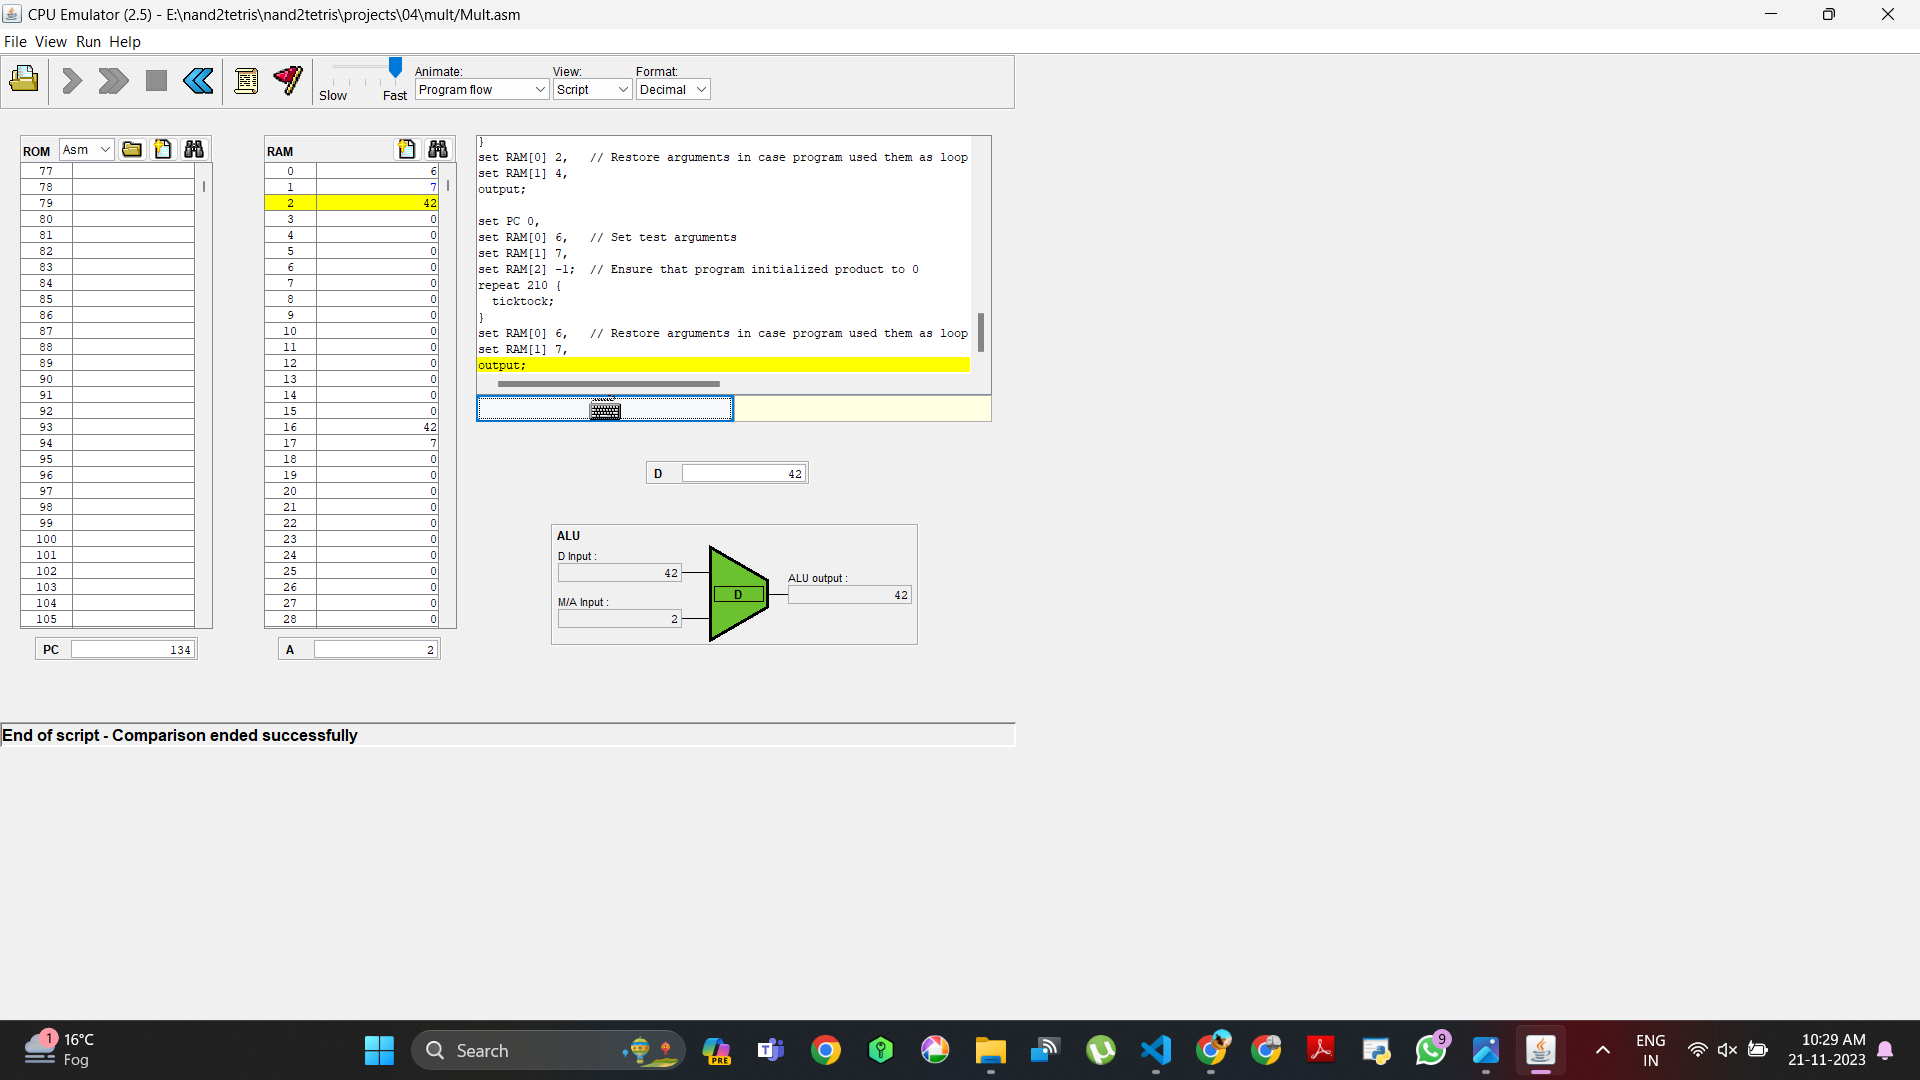 CPU Emulator (2.5) - E:\nand2tetris\nand2tetris\projects\04\mult/Mult.asm
File View Run Help
Slow Fast
Animate:
Program flow
View:
Script
Format:
Decimal
ROM Asm
77
78
79
80
81
82
83
84
85
86
87
88
89
90
91
92
93
94
95
96
97
98
99
100
101
102
103
104
105
PC 134
RAM
0 6
1 7
2 42
3 0
4 0
5 0
6 0
7 0
8 0
9 0
10 0
11 0
12 0
13 0
14 0
15 0
16 42
17 7
18 0
19 0
20 0
21 0
22 0
23 0
24 0
25 0
26 0
27 0
28 0
A 2
}
set RAM[0] 2, // Restore arguments in case program used them as loop
set RAM[1] 4,
output;
set PC 0,
set RAM[0] 6, // Set test arguments
set RAM[1] 7,
set RAM[2] -1; // Ensure that program initialized product to 0
repeat 210 {
ticktock;
}
set RAM[0] 6, // Restore arguments in case program used them as loop
set RAM[1] 7,
output;
D 42
ALU
D Input :
42
M/A Input :
2
D
ALU output :
42
End of script - Comparison ended successfully
1
16°C
Fog
Search
PRE
9
ENG
IN
10:29 AM
21-11-2023